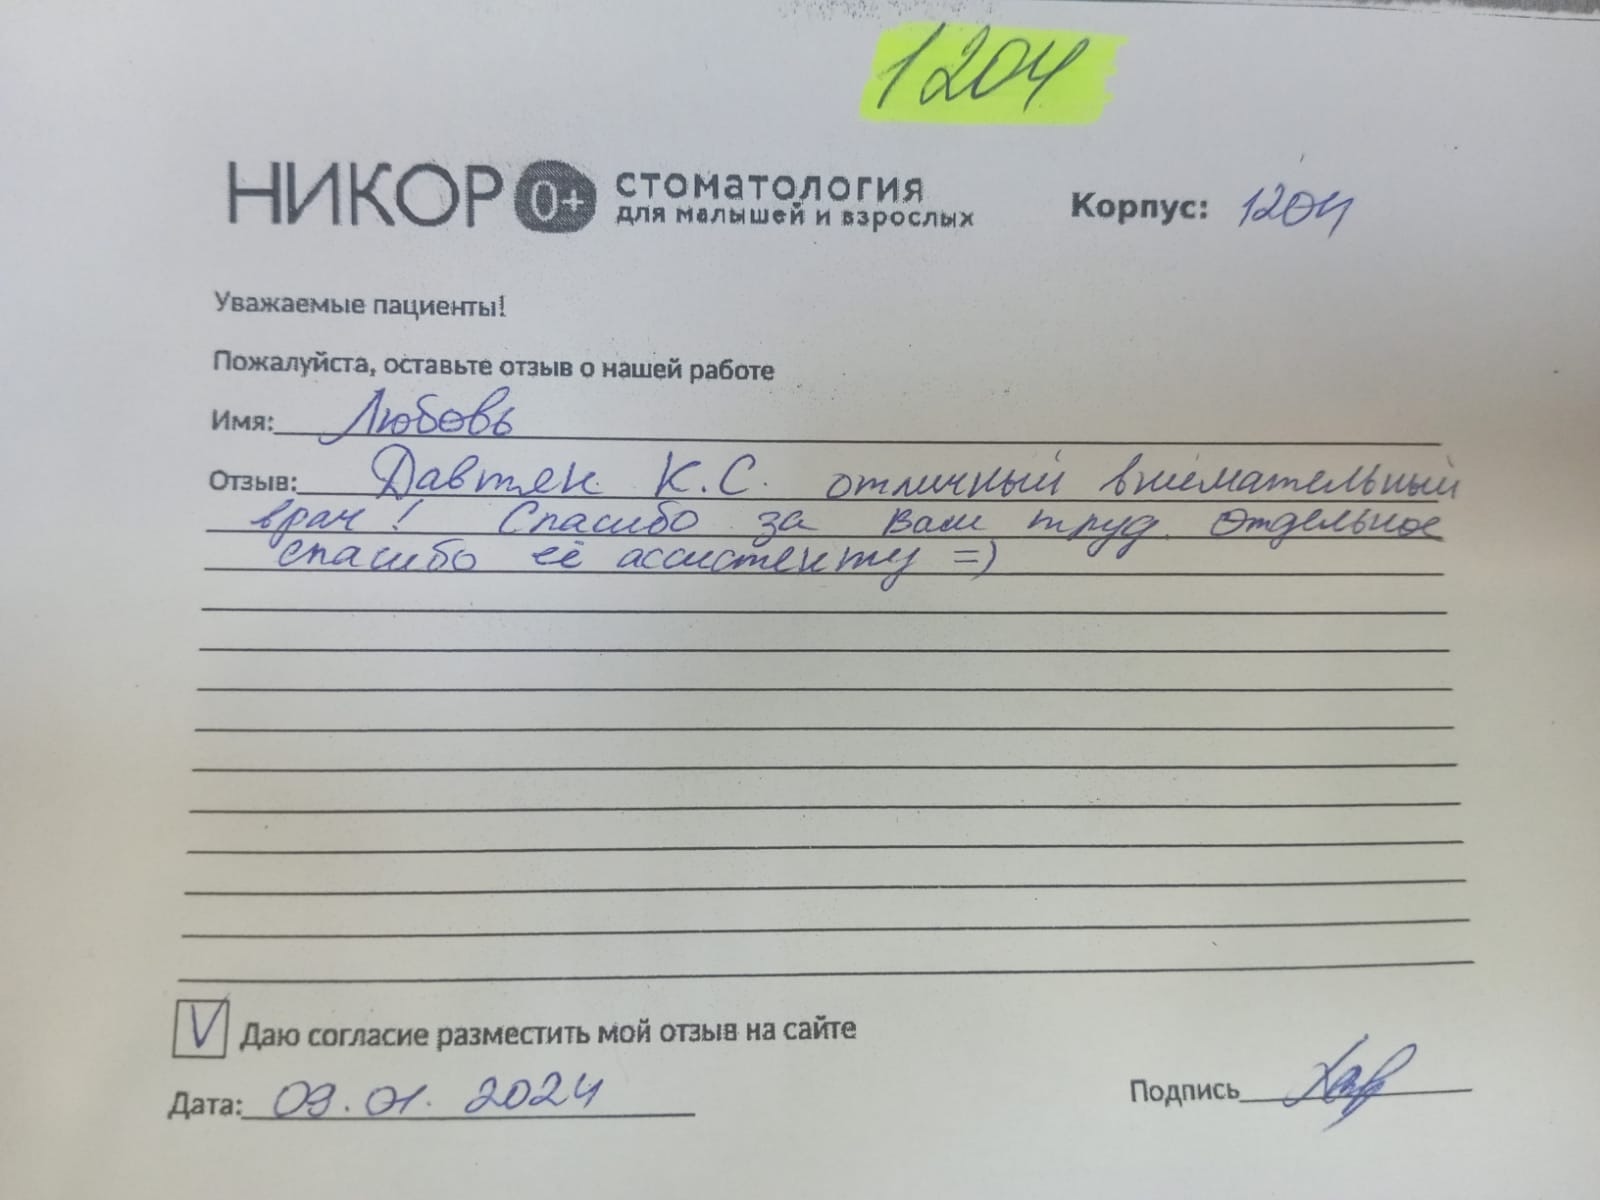 1204
НИКОР 0+ стоматология для малышей и взрослых
Корпус: 1204
Уважаемые пациенты!
Пожалуйста, оставьте отзыв о нашей работе
Имя: Любовь
Отзыв: Давтян К.С. отличный внимательный
врач! Спасибо за Ваш труд. Отдельное
спасибо её ассистенту =)
V Даю согласие разместить мой отзыв на сайте
Дата: 09.01.2024
Подпись